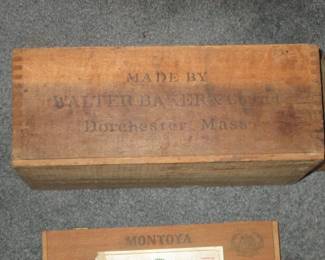 MADE BY
WALTER BAKER & Co. Ltd.
Dorchester, Mass.
MONTOYA